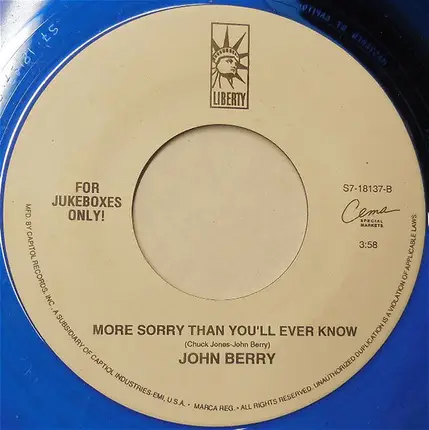 LIBERTY
FOR
JUKEBOXES
ONLY!
S7-18137-B
Cema
SPECIAL
MARKETS
3:58
MORE SORRY THAN YOU'LL EVER KNOW
(Chuck Jones-John Berry)
JOHN BERRY
MFD. BY CAPITOL RECORDS, INC. • A SUBSIDIARY OF CAPITOL INDUSTRIES-EMI, U.S.A. • MARCA REG. • ALL RIGHTS RESERVED. UNAUTHORIZED DUPLICATION IS A VIOLATION OF APPLICABLE LAWS.